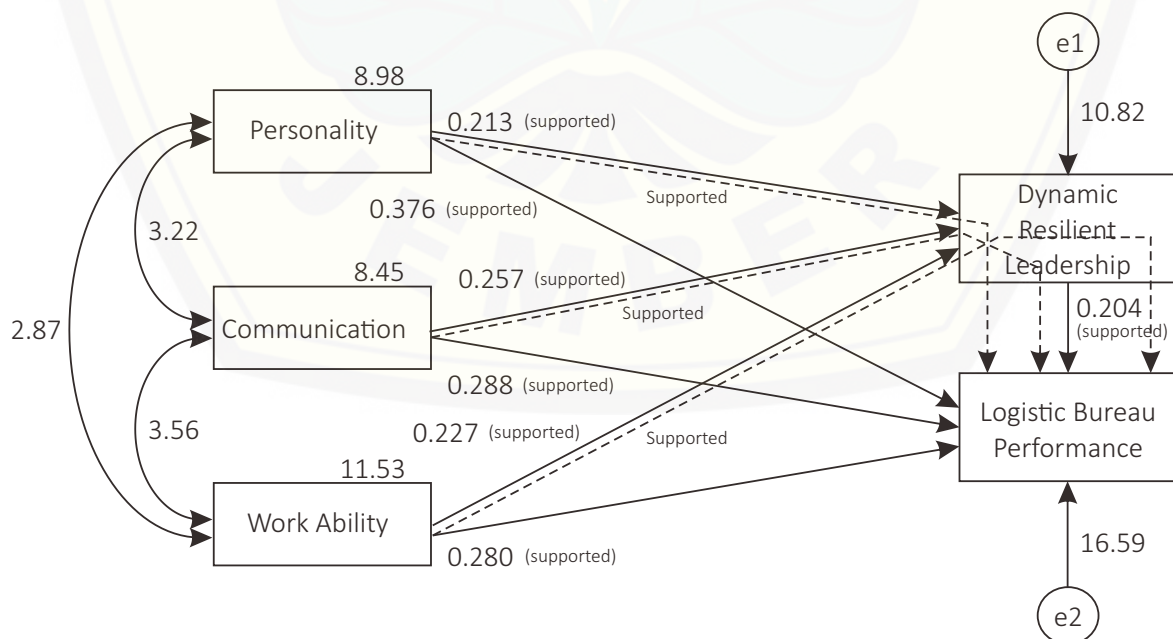 e1
8.98
Personality
0.213 (supported)
10.82
Supported
Dynamic
Resilient
Leadership
0.376 (supported)
3.22
8.45
0.257 (supported)
Communication
Supported
2.87
0.204
(supported)
0.288 (supported)
Logistic Bureau
Performance
3.56
0.227 (supported)
Supported
11.53
Work Ability
0.280 (supported)
16.59
e2
JEMBER